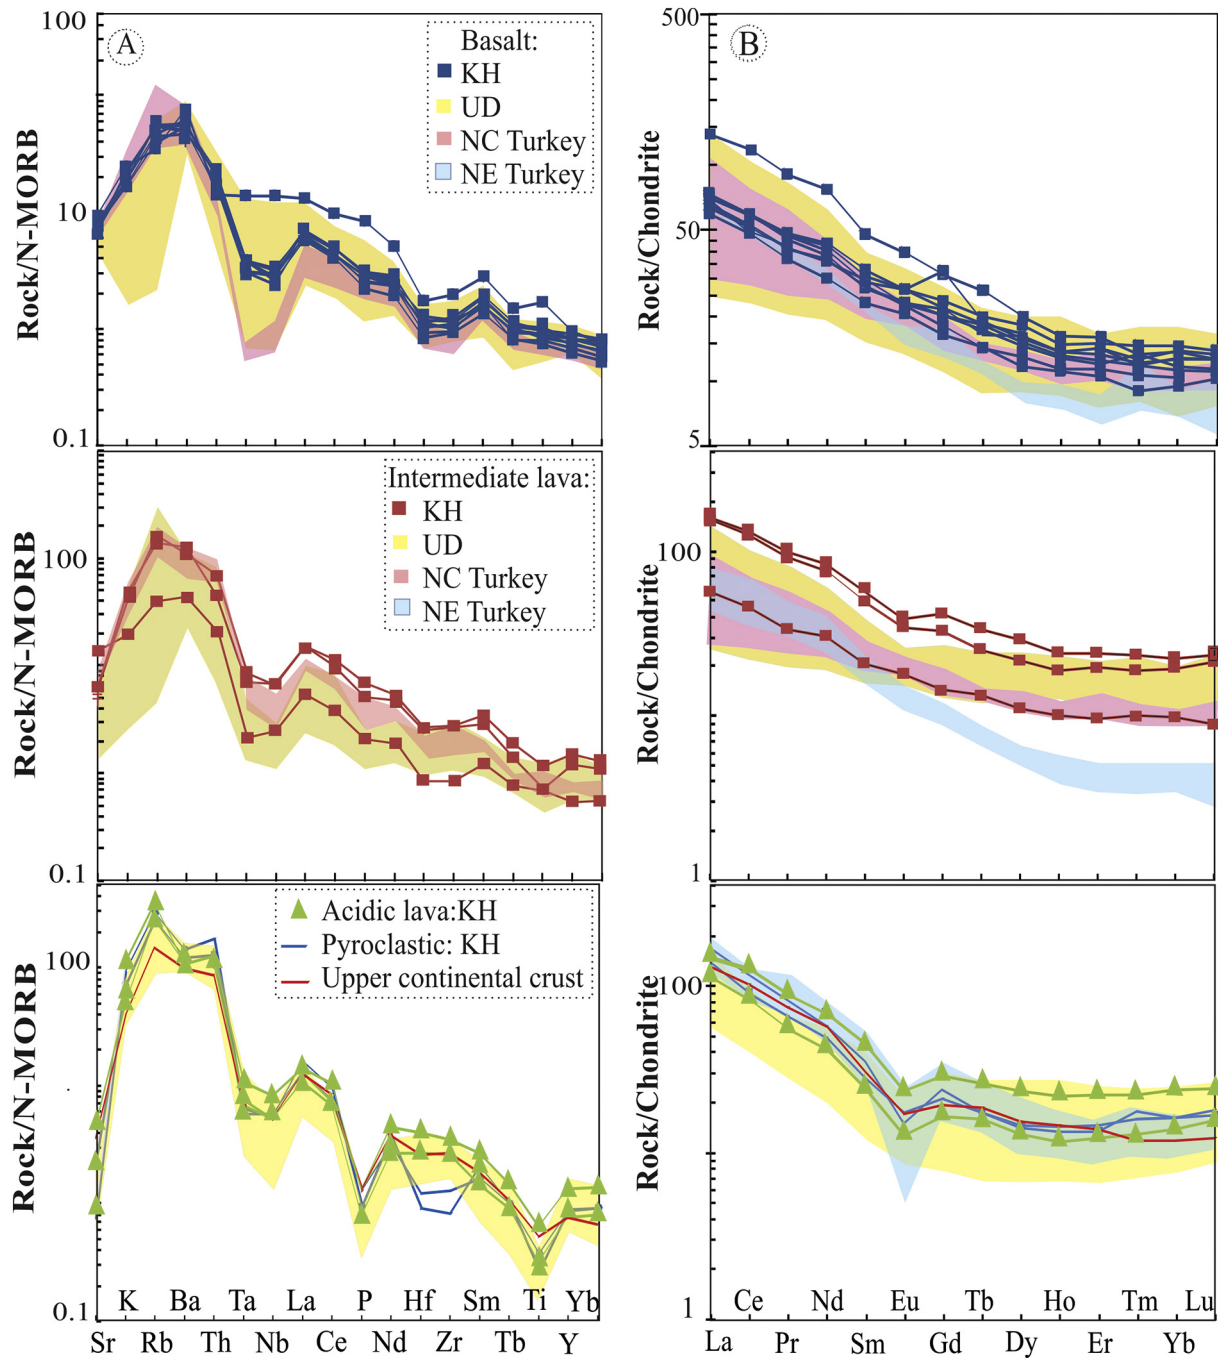 100
10
0.1
Rock/N-MORB
A
Basalt:
KH
UD
NC Turkey
NE Turkey
500
50
5
Rock/Chondrite
B
100
0.1
Rock/N-MORB
Intermediate lava:
KH
UD
NC Turkey
NE Turkey
100
1
Rock/Chondrite
100
0.1
Rock/N-MORB
Acidic lava:KH
Pyroclastic: KH
Upper continental crust
K Ba Ta La P Hf Sm Ti Yb
Sr Rb Th Nb Ce Nd Zr Tb Y
100
1
Rock/Chondrite
Ce Nd Eu Tb Ho Tm Lu
La Pr Sm Gd Dy Er Yb